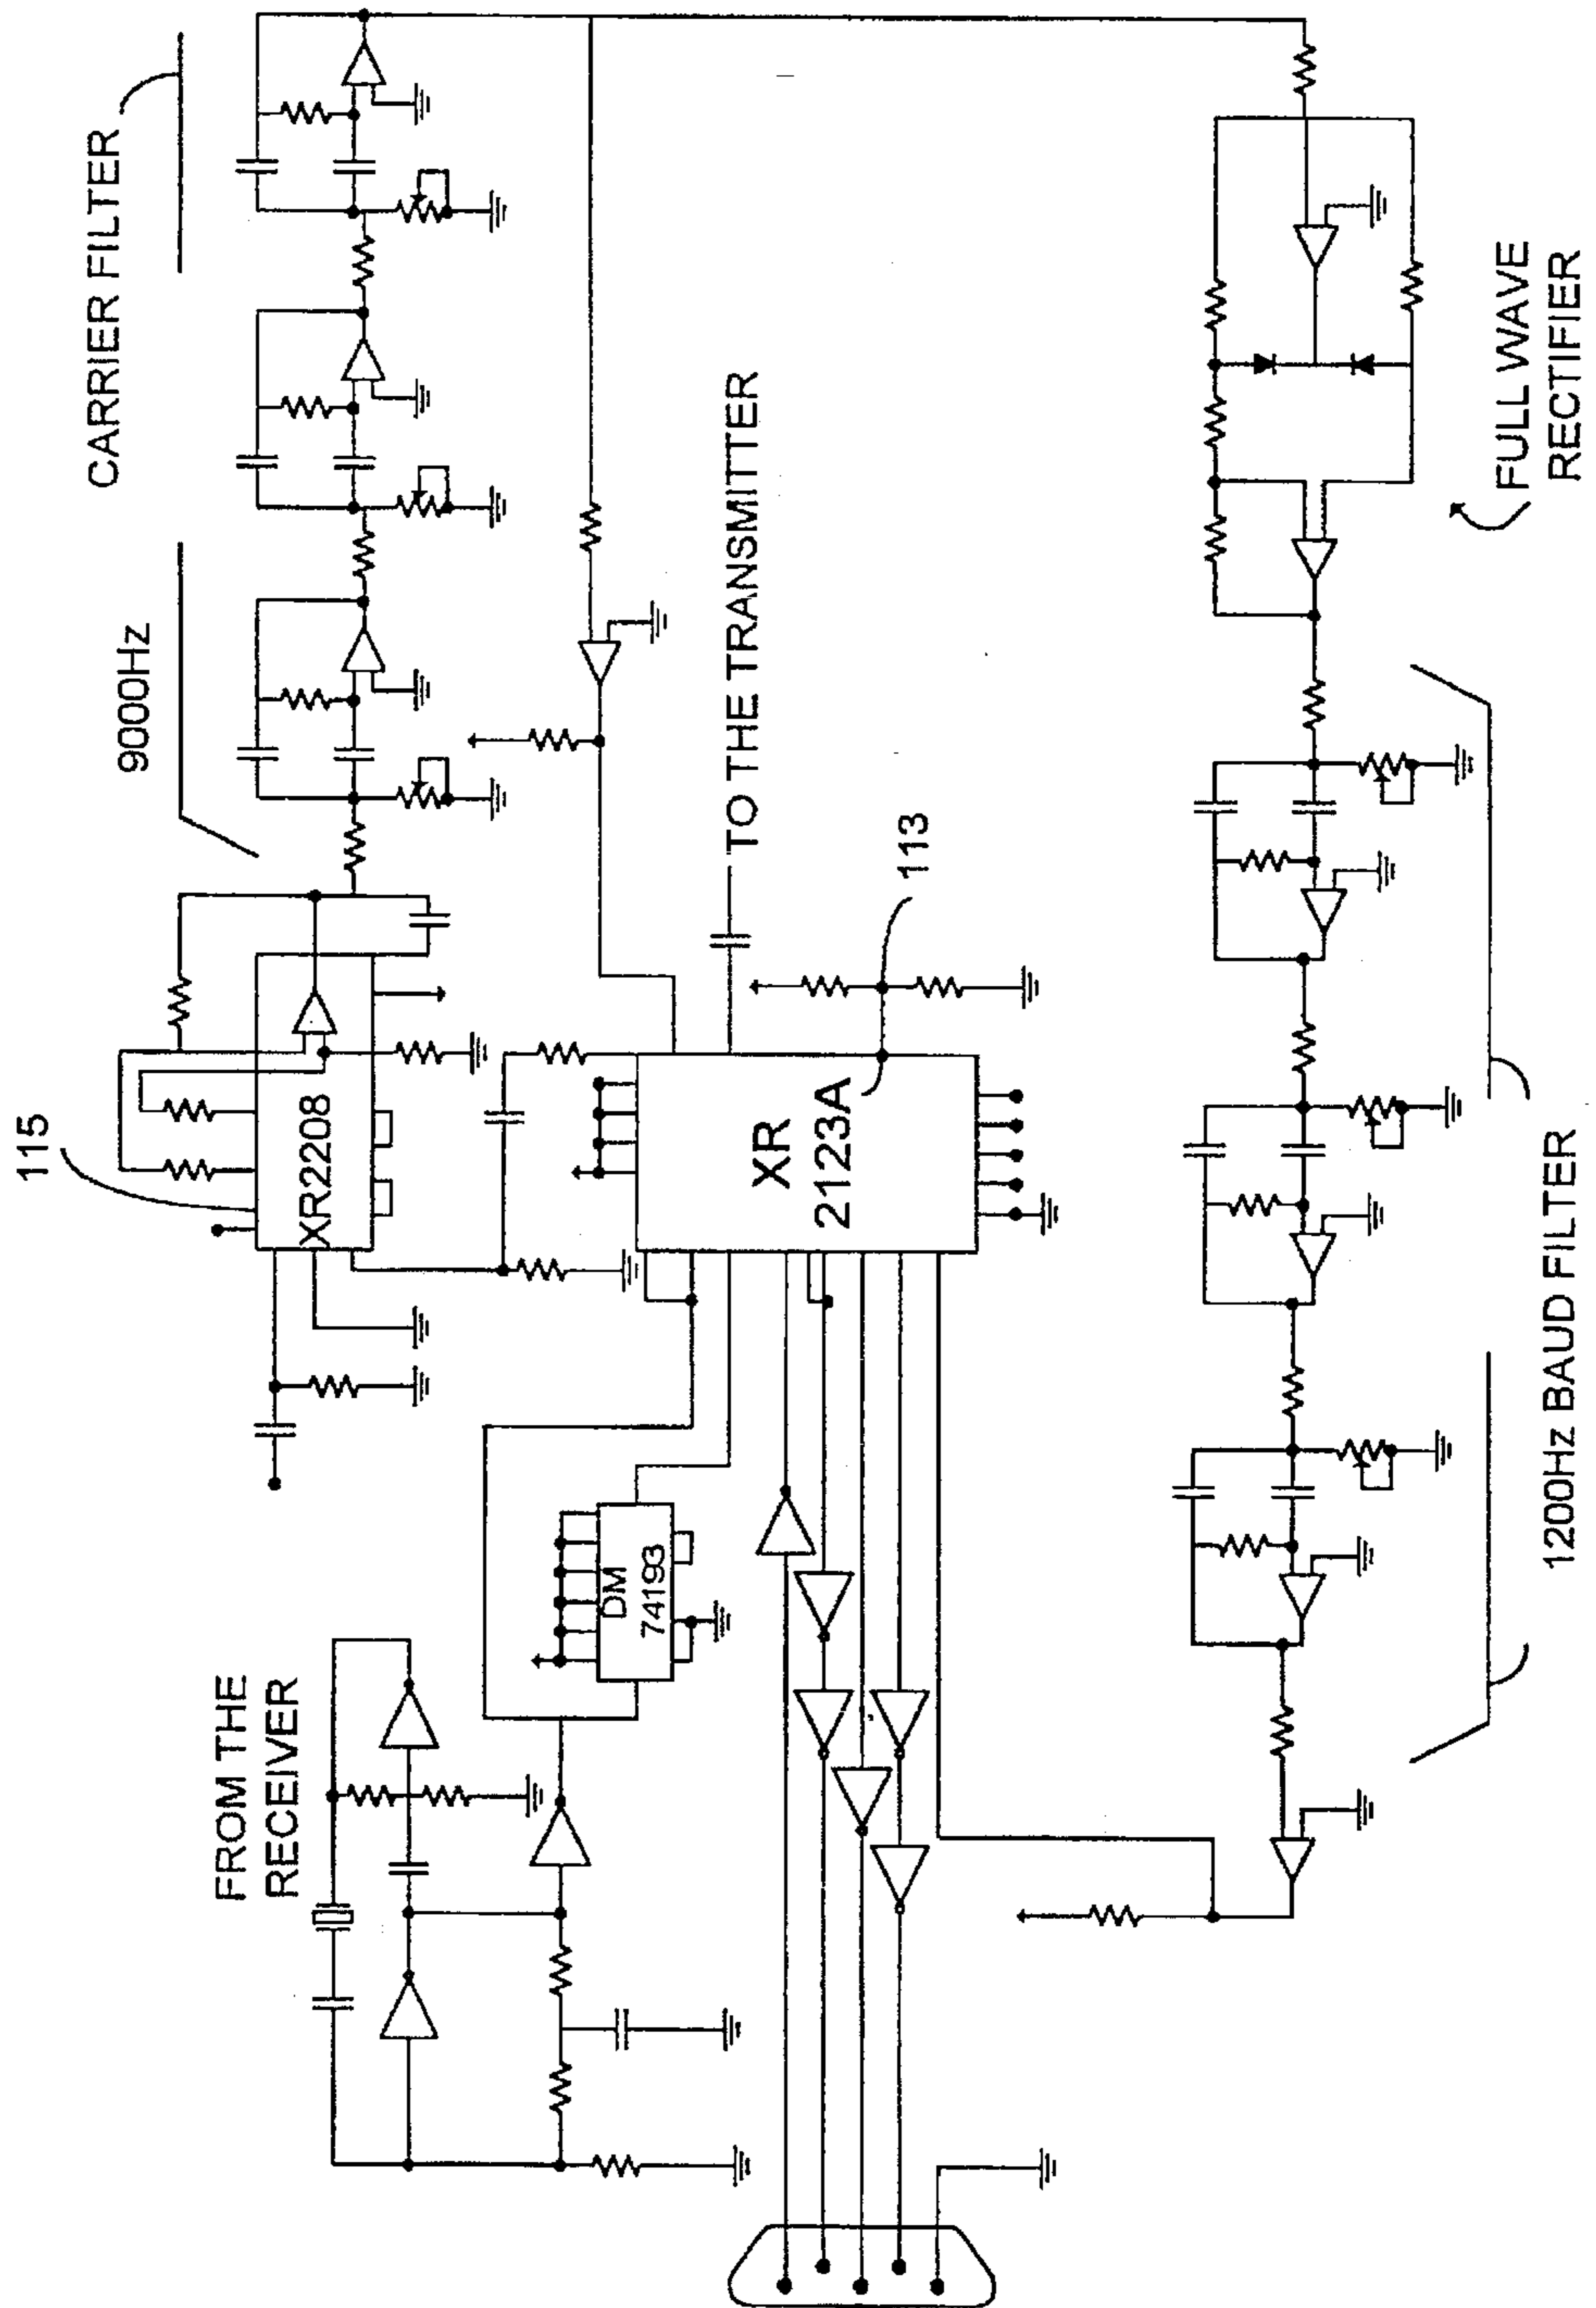 CARRIER FILTER
9000Hz
115
XR2208
FROM THE
RECEIVER
DM
74193
TO THE TRANSMITTER
113
XR
2123A
FULL WAVE
RECTIFIER
1200Hz BAUD FILTER